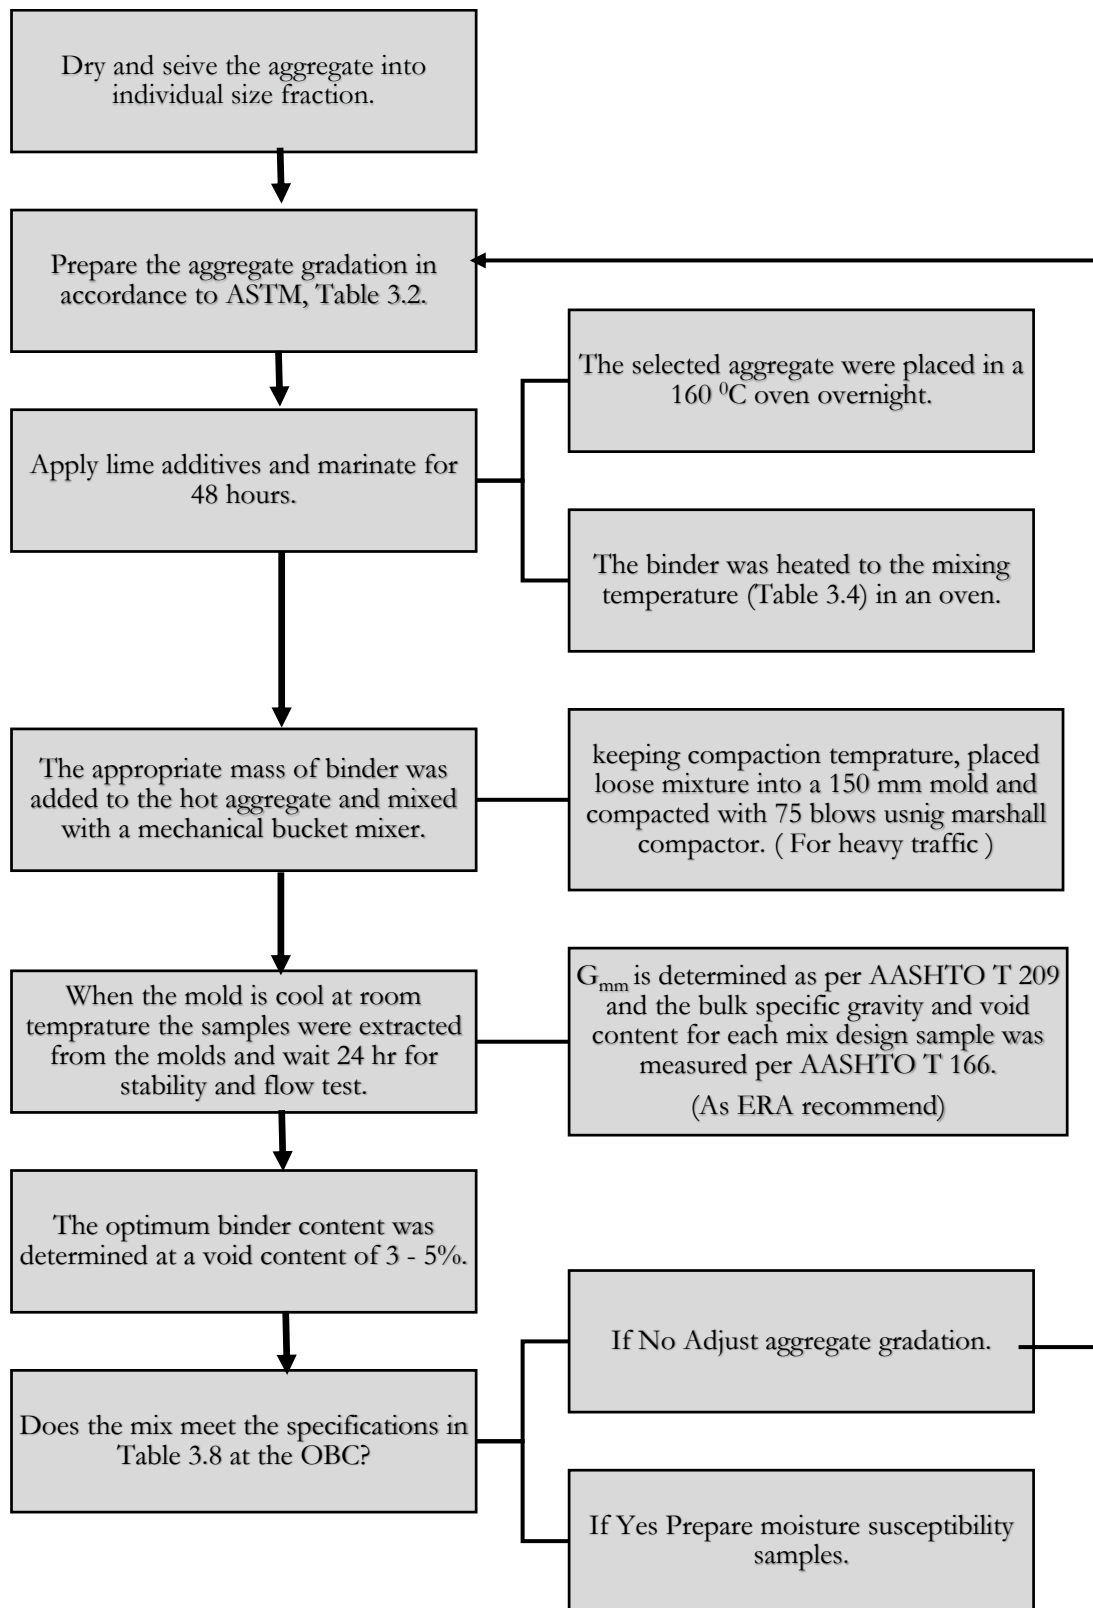 Dry and seive the aggregate into
individual size fraction.
Prepare the aggregate gradation in
accordance to ASTM, Table 3.2.
The selected aggregate were placed in a
160 ⁰C oven overnight.
Apply lime additives and marinate for
48 hours.
The binder was heated to the mixing
temperature (Table 3.4) in an oven.
The appropriate mass of binder was
added to the hot aggregate and mixed
with a mechanical bucket mixer.
keeping compaction temprature, placed
loose mixture into a 150 mm mold and
compacted with 75 blows usnig marshall
compactor. ( For heavy traffic )
When the mold is cool at room
temprature the samples were extracted
from the molds and wait 24 hr for
stability and flow test.
Gmm is determined as per AASHTO T 209
and the bulk specific gravity and void
content for each mix design sample was
measured per AASHTO T 166.
(As ERA recommend)
The optimum binder content was
determined at a void content of 3 - 5%.
If No Adjust aggregate gradation.
Does the mix meet the specifications in
Table 3.8 at the OBC?
If Yes Prepare moisture susceptibility
samples.